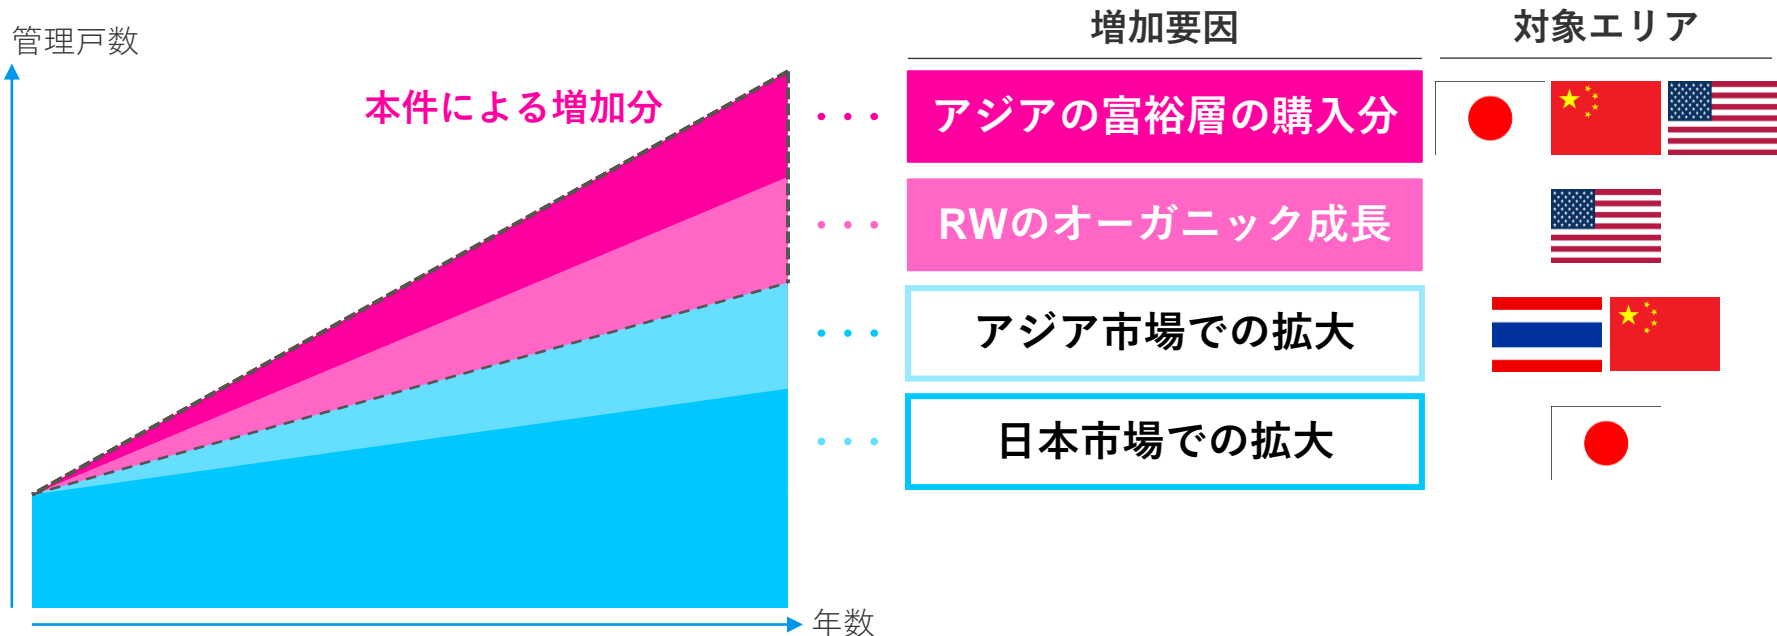 管理戸数
増加要因
対象エリア
本件による増加分
・・・
アジアの富裕層の購入分
・・・
RWのオーガニック成長
・・・
アジア市場での拡大
・・・
日本市場での拡大
年数